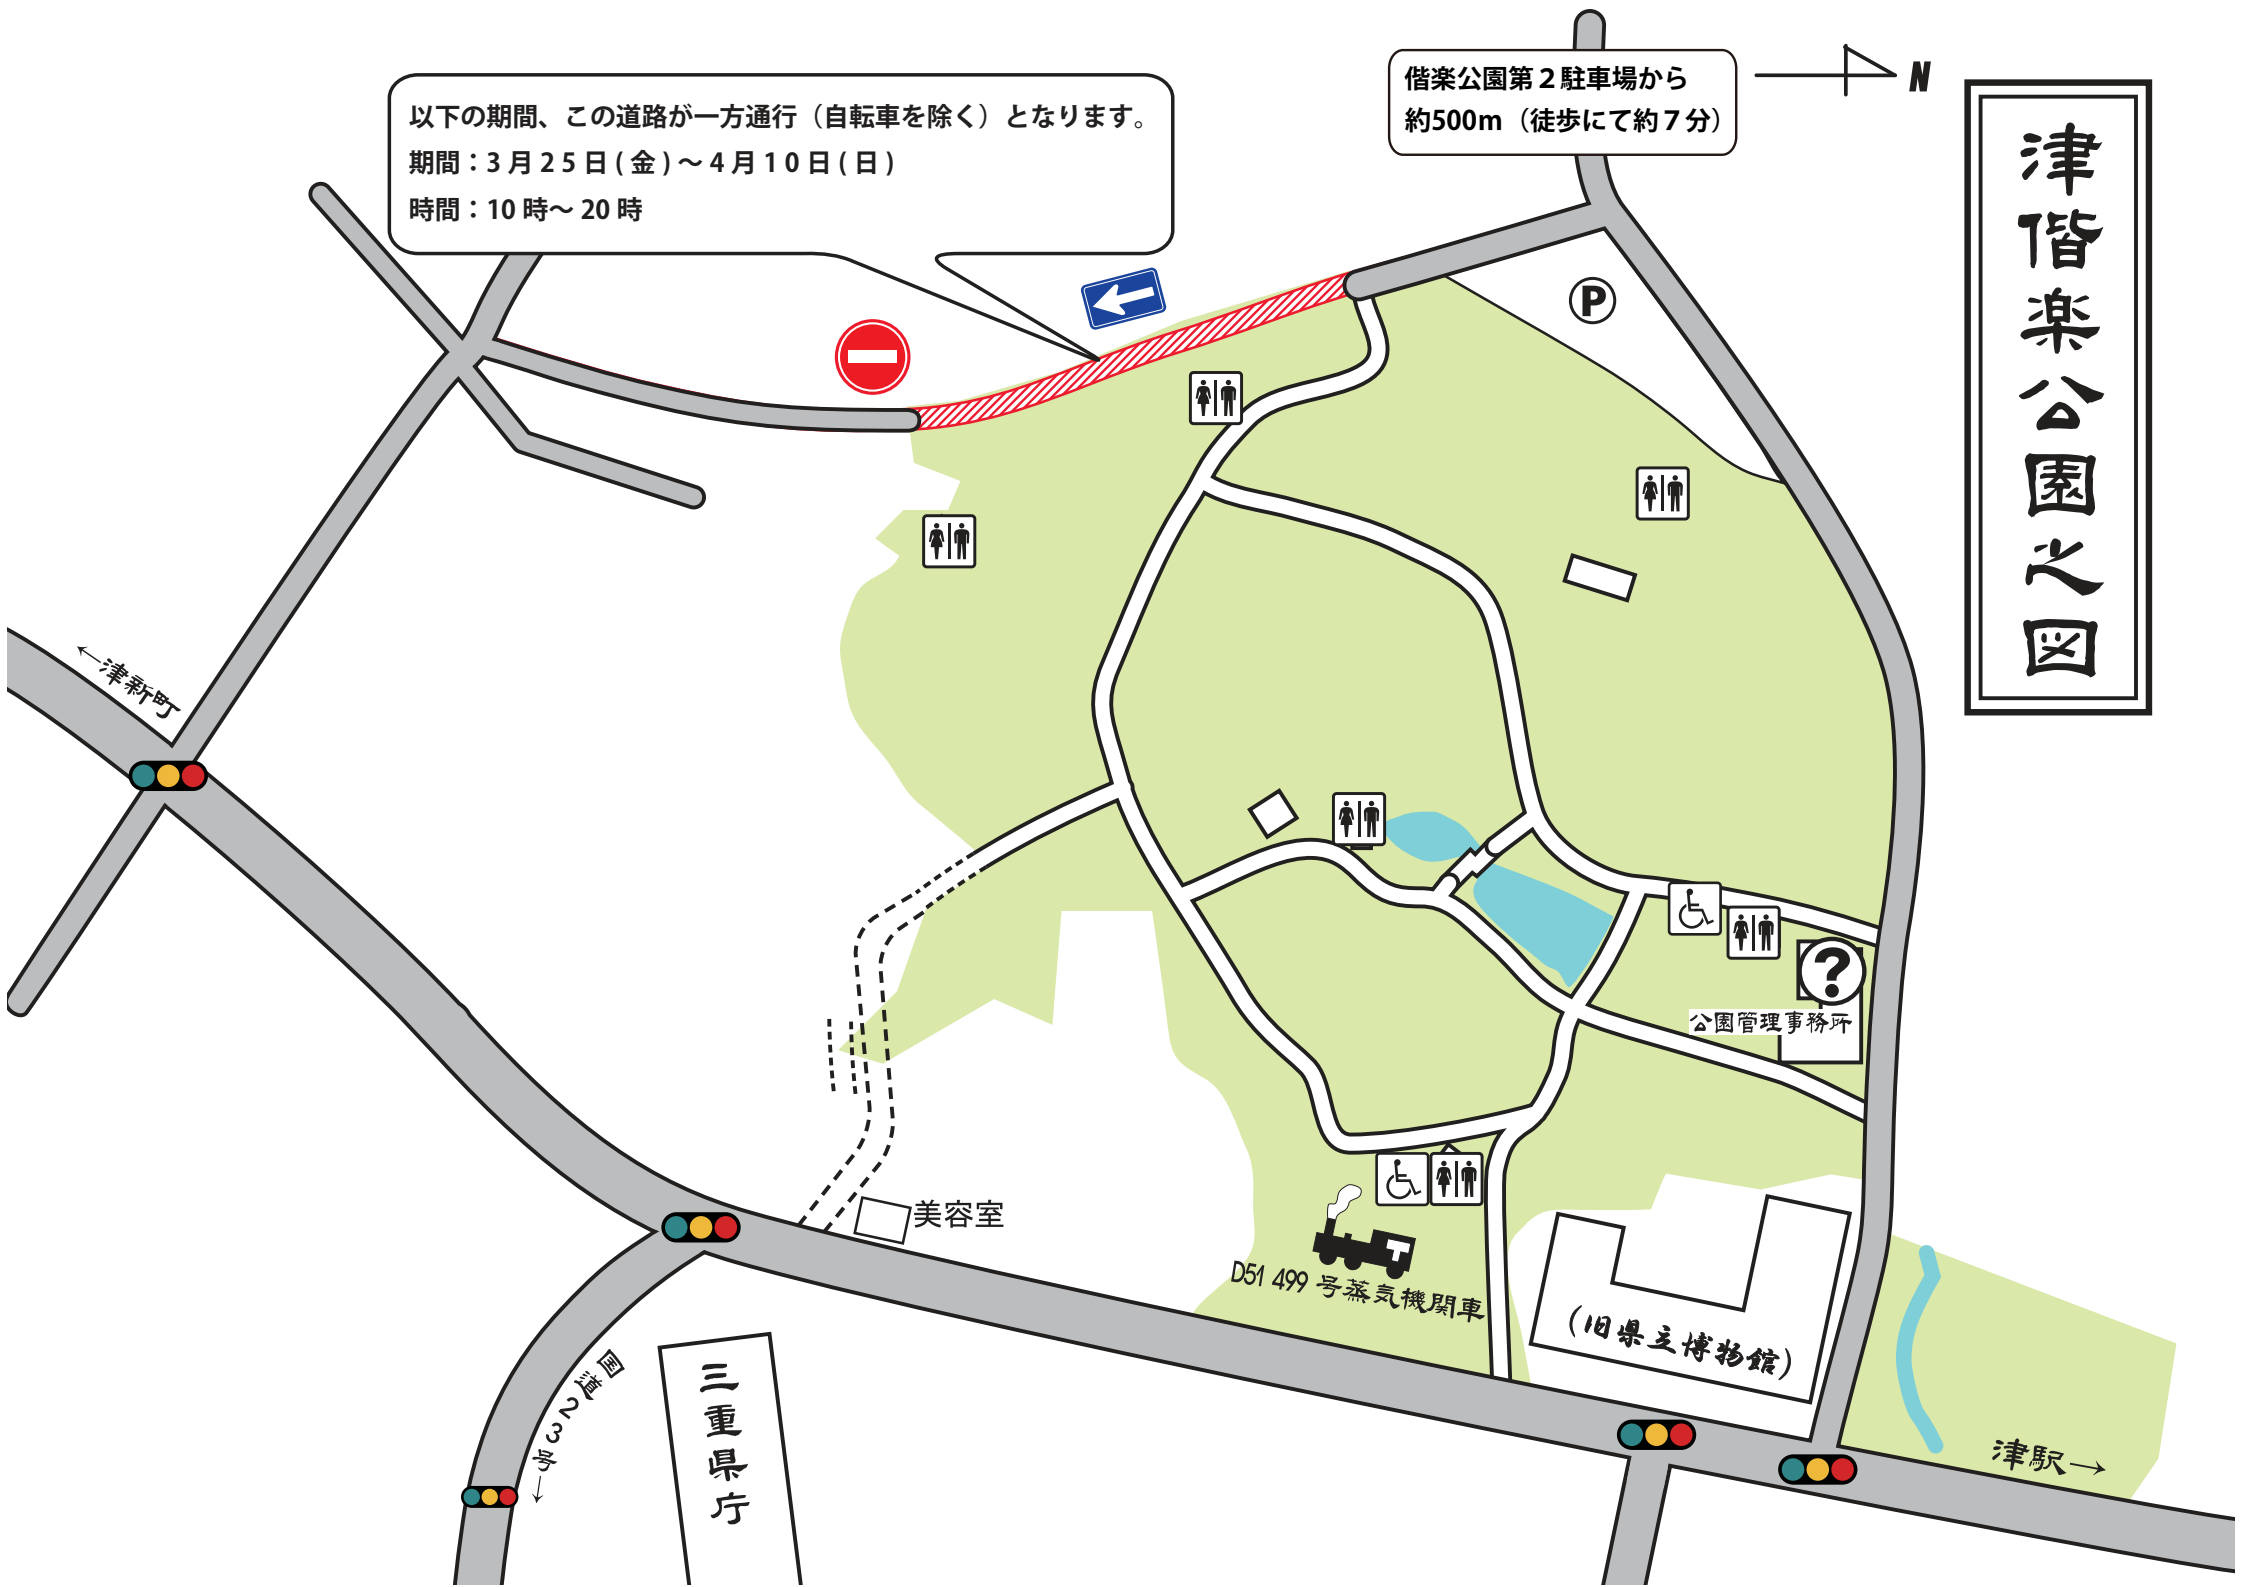 以下の期間、この道路が一方通行（自転車を除く）となります。
期間：3月25日(金)～4月10日(日)
時間：10時～20時
偕楽公園第２駐車場から
約500m（徒歩にて約７分）
N
津偕楽公園之図
P
←津新町
?
公園管理事務所
美容室
D51 499 号蒸気機関車
(旧県立博物館)
国道23号→
三重県庁
津駅→